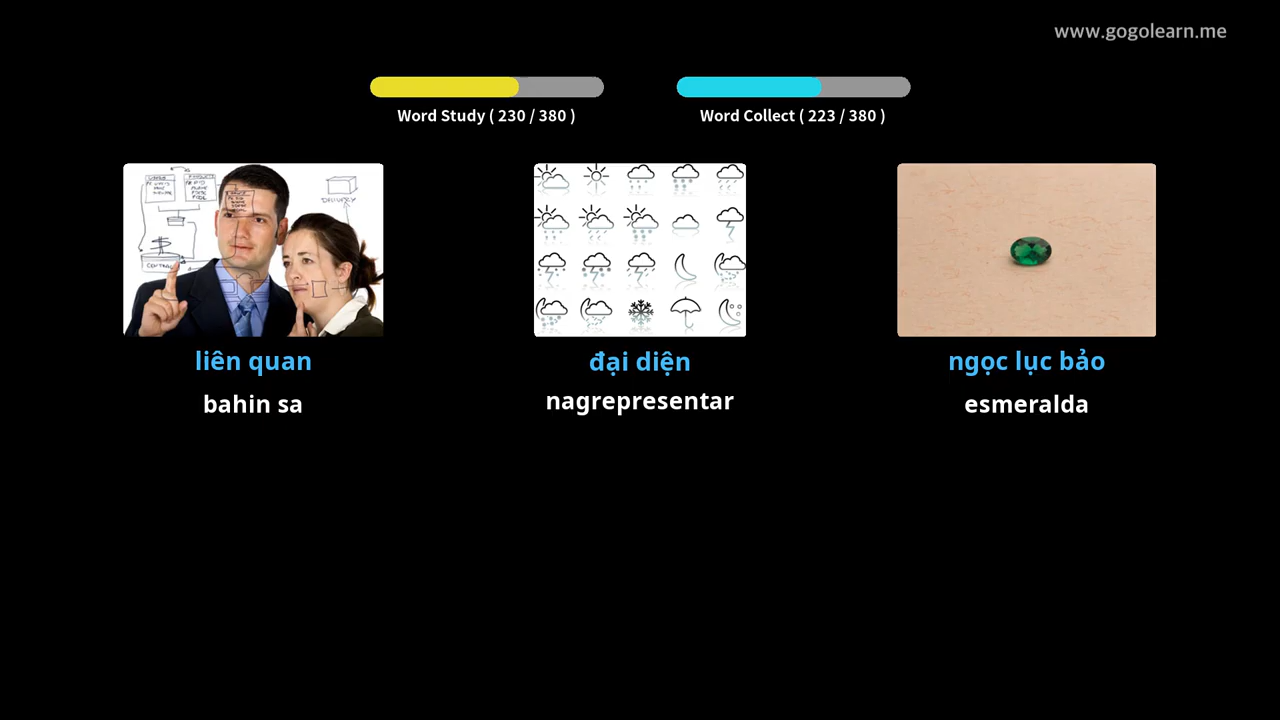 www.gogolearn.me
Word Study ( 230 / 380 )
Word Collect ( 223 / 380 )
DELIVERY
liên quan
đại diện
ngọc lục bảo
bahin sa
nagrepresentar
esmeralda